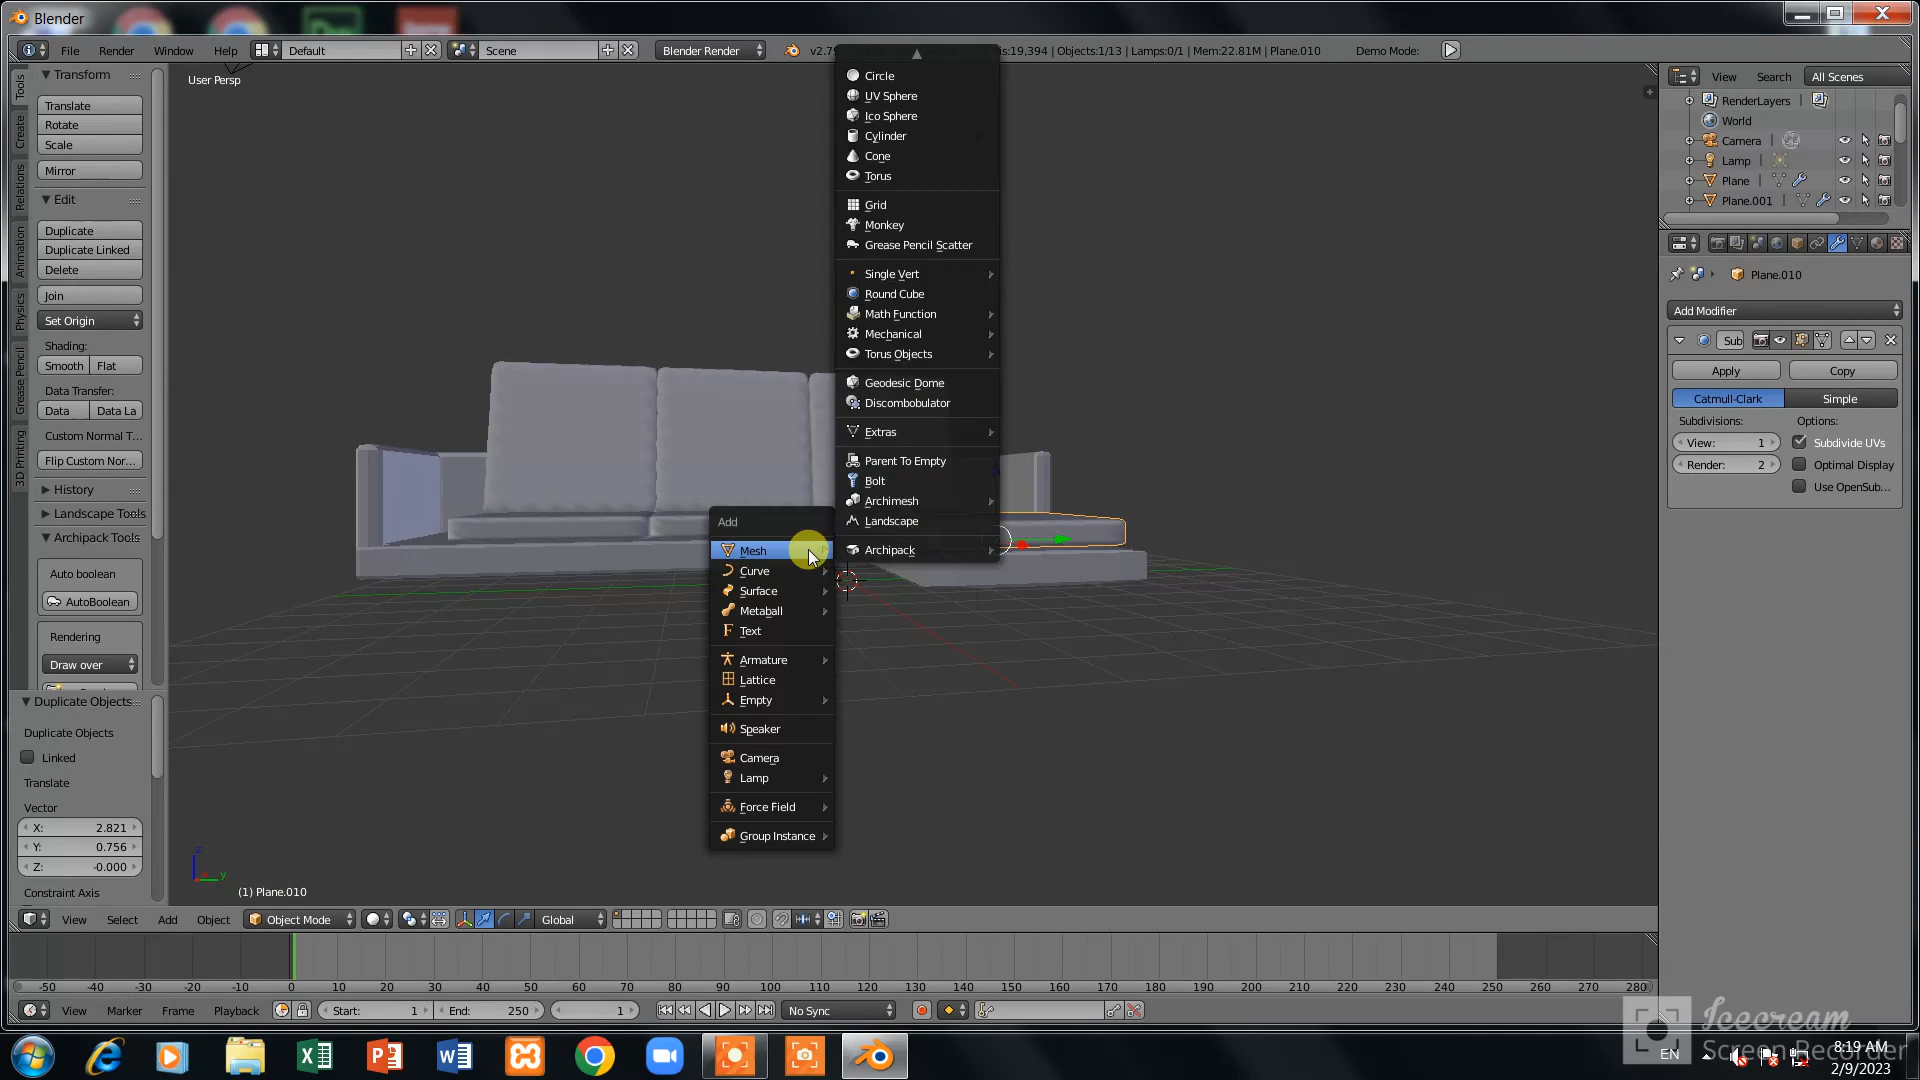 Blender
File Render Window Help Default Scene Blender Render v2.79 is:19,394 | Objects:1/13 | Lamps:0/1 | Mem:22.81M | Plane.010 Demo Mode:
Tools
Create
Relations
Animation
Physics
Grease Pencil
3D Printing
Transform
Translate
Rotate
Scale
Mirror
Edit
Duplicate
Duplicate Linked
Delete
Join
Set Origin
Shading:
Smooth Flat
Data Transfer:
Data Data La
Custom Normal T...
Flip Custom Nor...
History
Landscape Tools
Archipack Tools
Auto boolean
AutoBoolean
Rendering
Draw over
Duplicate Objects
Duplicate Objects
Linked
Translate
Vector
X: 2.821
Y: 0.756
Z: -0.000
Constraint Axis
User Persp
Circle
UV Sphere
Ico Sphere
Cylinder
Cone
Torus
Grid
Monkey
Grease Pencil Scatter
Single Vert
Round Cube
Math Function
Mechanical
Torus Objects
Geodesic Dome
Discombobulator
Extras
Parent To Empty
Bolt
Archimesh
Landscape
Archipack
Add
Mesh
Curve
Surface
Metaball
Text
Armature
Lattice
Empty
Speaker
Camera
Lamp
Force Field
Group Instance
z
y
(1) Plane.010
View Select Add Object Object Mode Global
View Search All Scenes
RenderLayers
World
Camera
Lamp
Plane
Plane.001
Plane.010
Add Modifier
Sub
Apply Copy
Catmull-Clark Simple
Subdivisions: Options:
View: 1 Subdivide UVs
Render: 2 Optimal Display
Use OpenSub...
-50 -40 -30 -20 -10 0 10 20 30 40 50 60 70 80 90 100 110 120 130 140 150 160 170 180 190 200 210 220 230 240 250 260 270 280
View Marker Frame Playback Start: 1 End: 250 1 No Sync
Icecream
Screen Recorder
EN
8:19 AM
2/9/2023